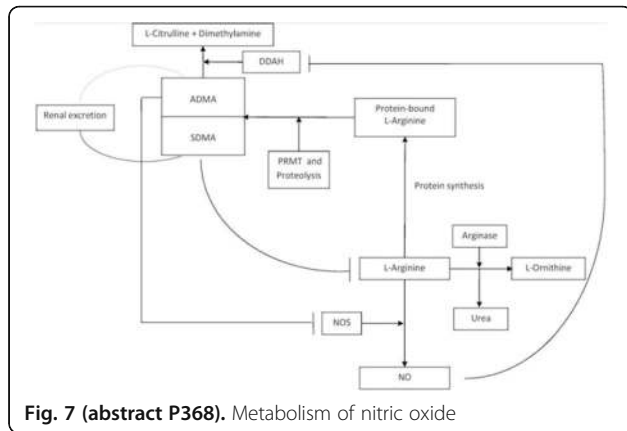 L-Citrulline + Dimethylamine
DDAH
ADMA
Renal excretion
SDMA
Protein-bound
L-Arginine
PRMT and
Proteolysis
Protein synthesis
Arginase
L-Arginine
L-Ornithine
NOS
Urea
NO
Fig. 7 (abstract P368). Metabolism of nitric oxide